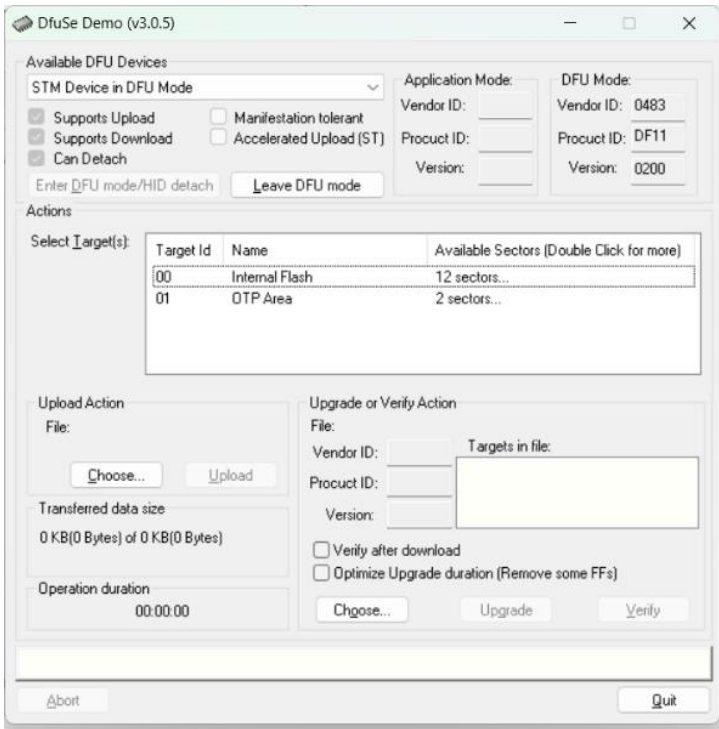 DfuSe Demo (v3.0.5)
Available DFU Devices
STM Device in DFU Mode
Supports Upload
Manifestation tolerant
Supports Download
Accelerated Upload (ST)
Can Detach
Enter DFU mode/HID detach
Leave DFU mode
Application Mode:
Vendor ID:
Procuct ID:
Version:
DFU Mode:
Vendor ID: 0483
Procuct ID: DF11
Version: 0200
Actions
Select Target(s):
Target Id Name Available Sectors (Double Click for more)
00 Internal Flash 12 sectors...
01 OTP Area 2 sectors...
Upload Action
File:
Choose... Upload
Transferred data size
0 KB(0 Bytes) of 0 KB(0 Bytes)
Operation duration
00:00:00
Upgrade or Verify Action
File:
Vendor ID:
Procuct ID:
Version:
Targets in file:
Verify after download
Optimize Upgrade duration (Remove some FFs)
Choose... Upgrade Verify
Abort Quit